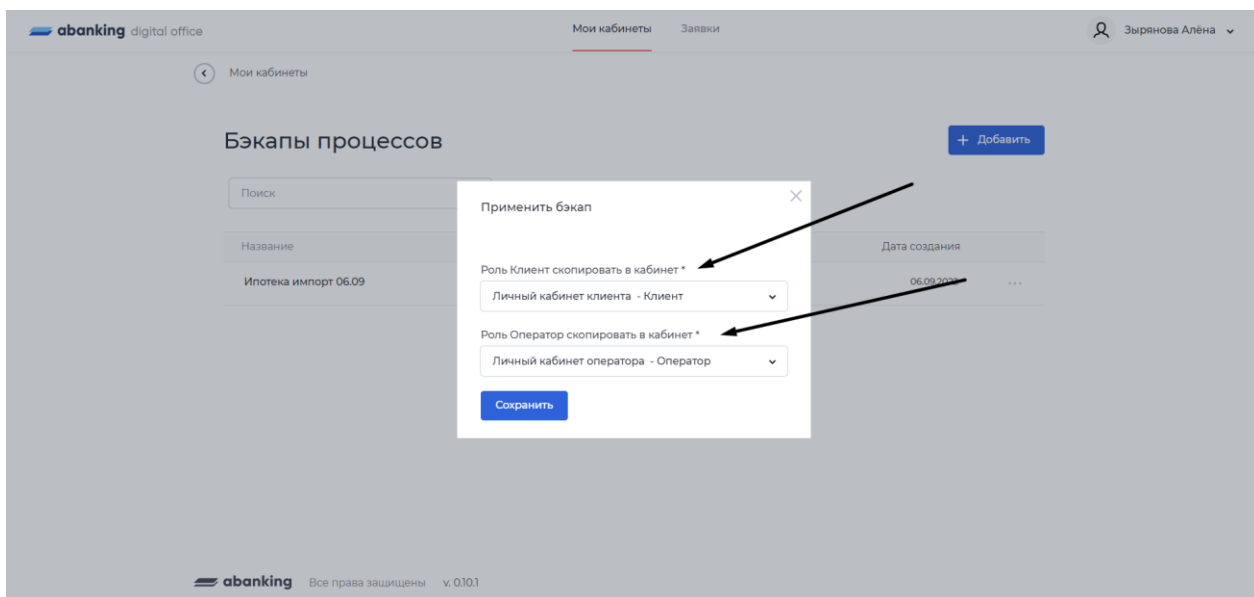 abanking digital office
Мои кабинеты
Заявки
Зырянова Алёна
Мои кабинеты
Бэкапы процессов
+ Добавить
Поиск
Применить бэкап
Название
Дата создания
Роль Клиент скопировать в кабинет *
Ипотека импорт 06.09
Личный кабинет клиента - Клиент
Роль Оператор скопировать в кабинет *
Личный кабинет оператора - Оператор
Сохранить
abanking Все права защищены v. 0.10.1